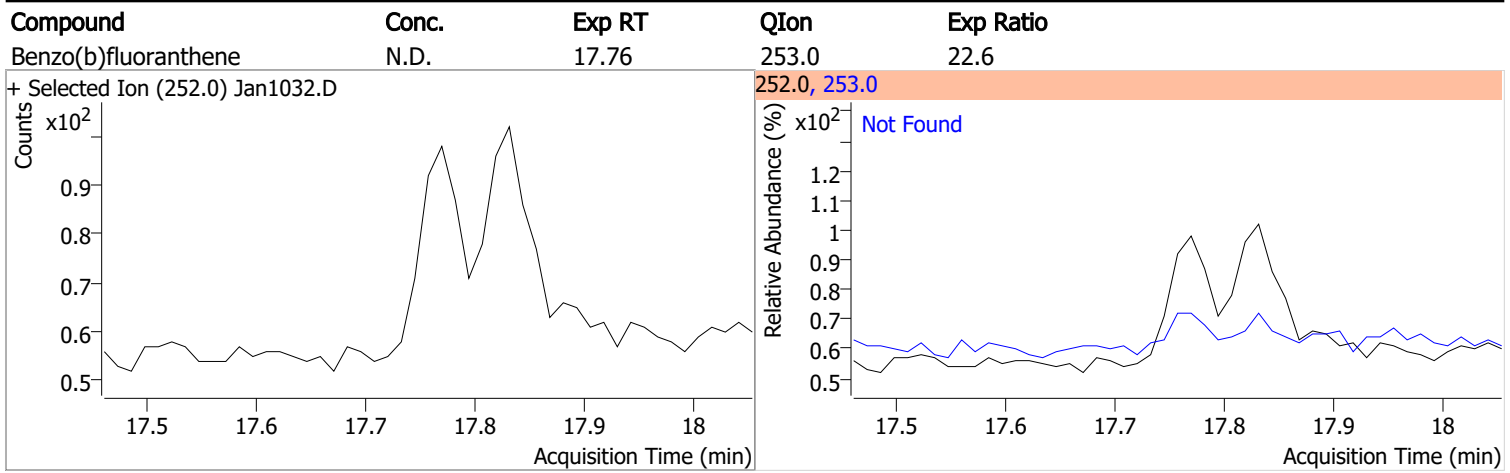 Compound Conc. Exp RT QIon Exp Ratio
Benzo(b)fluoranthene N.D. 17.76 253.0 22.6
+ Selected Ion (252.0) Jan1032.D
Counts
x10²
0.9
0.8
0.7
0.6
0.5
17.5 17.6 17.7 17.8 17.9 18
Acquisition Time (min)
252.0, 253.0
Relative Abundance (%)
x10²
Not Found
1.2
1.1
1
0.9
0.8
0.7
0.6
0.5
17.5 17.6 17.7 17.8 17.9 18
Acquisition Time (min)